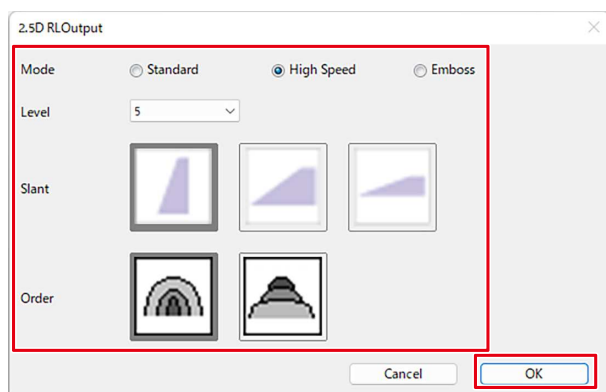 2.5D RLOutput
Mode Standard High Speed Emboss
Level 5
Slant
Order
Cancel OK